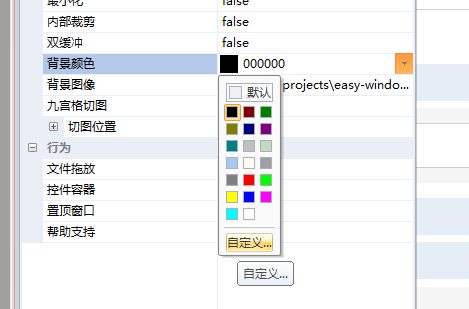 最小化 false
内部裁剪 false
双缓冲 false
背景颜色 000000
背景图像 projects\easy-windo...
默认
九宫格切图
切图位置
行为
文件拖放
控件容器
置顶窗口
帮助支持
自定义...
自定义...